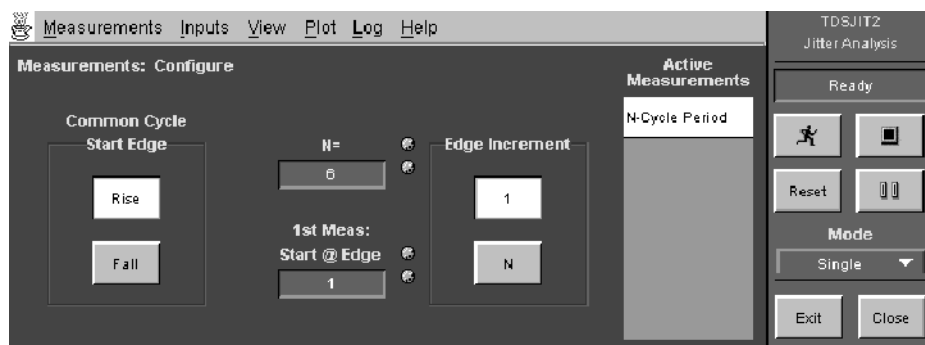 Measurements Inputs View Plot Log Help
TDSJIT2
Jitter Analysis
Measurements: Configure
Active
Measurements
Ready
N-Cycle Period
Common Cycle
Start Edge
N=
6
Edge Increment
Rise
1
Reset
1st Meas:
Start @ Edge
1
Fall
N
Mode
Single
Exit
Close